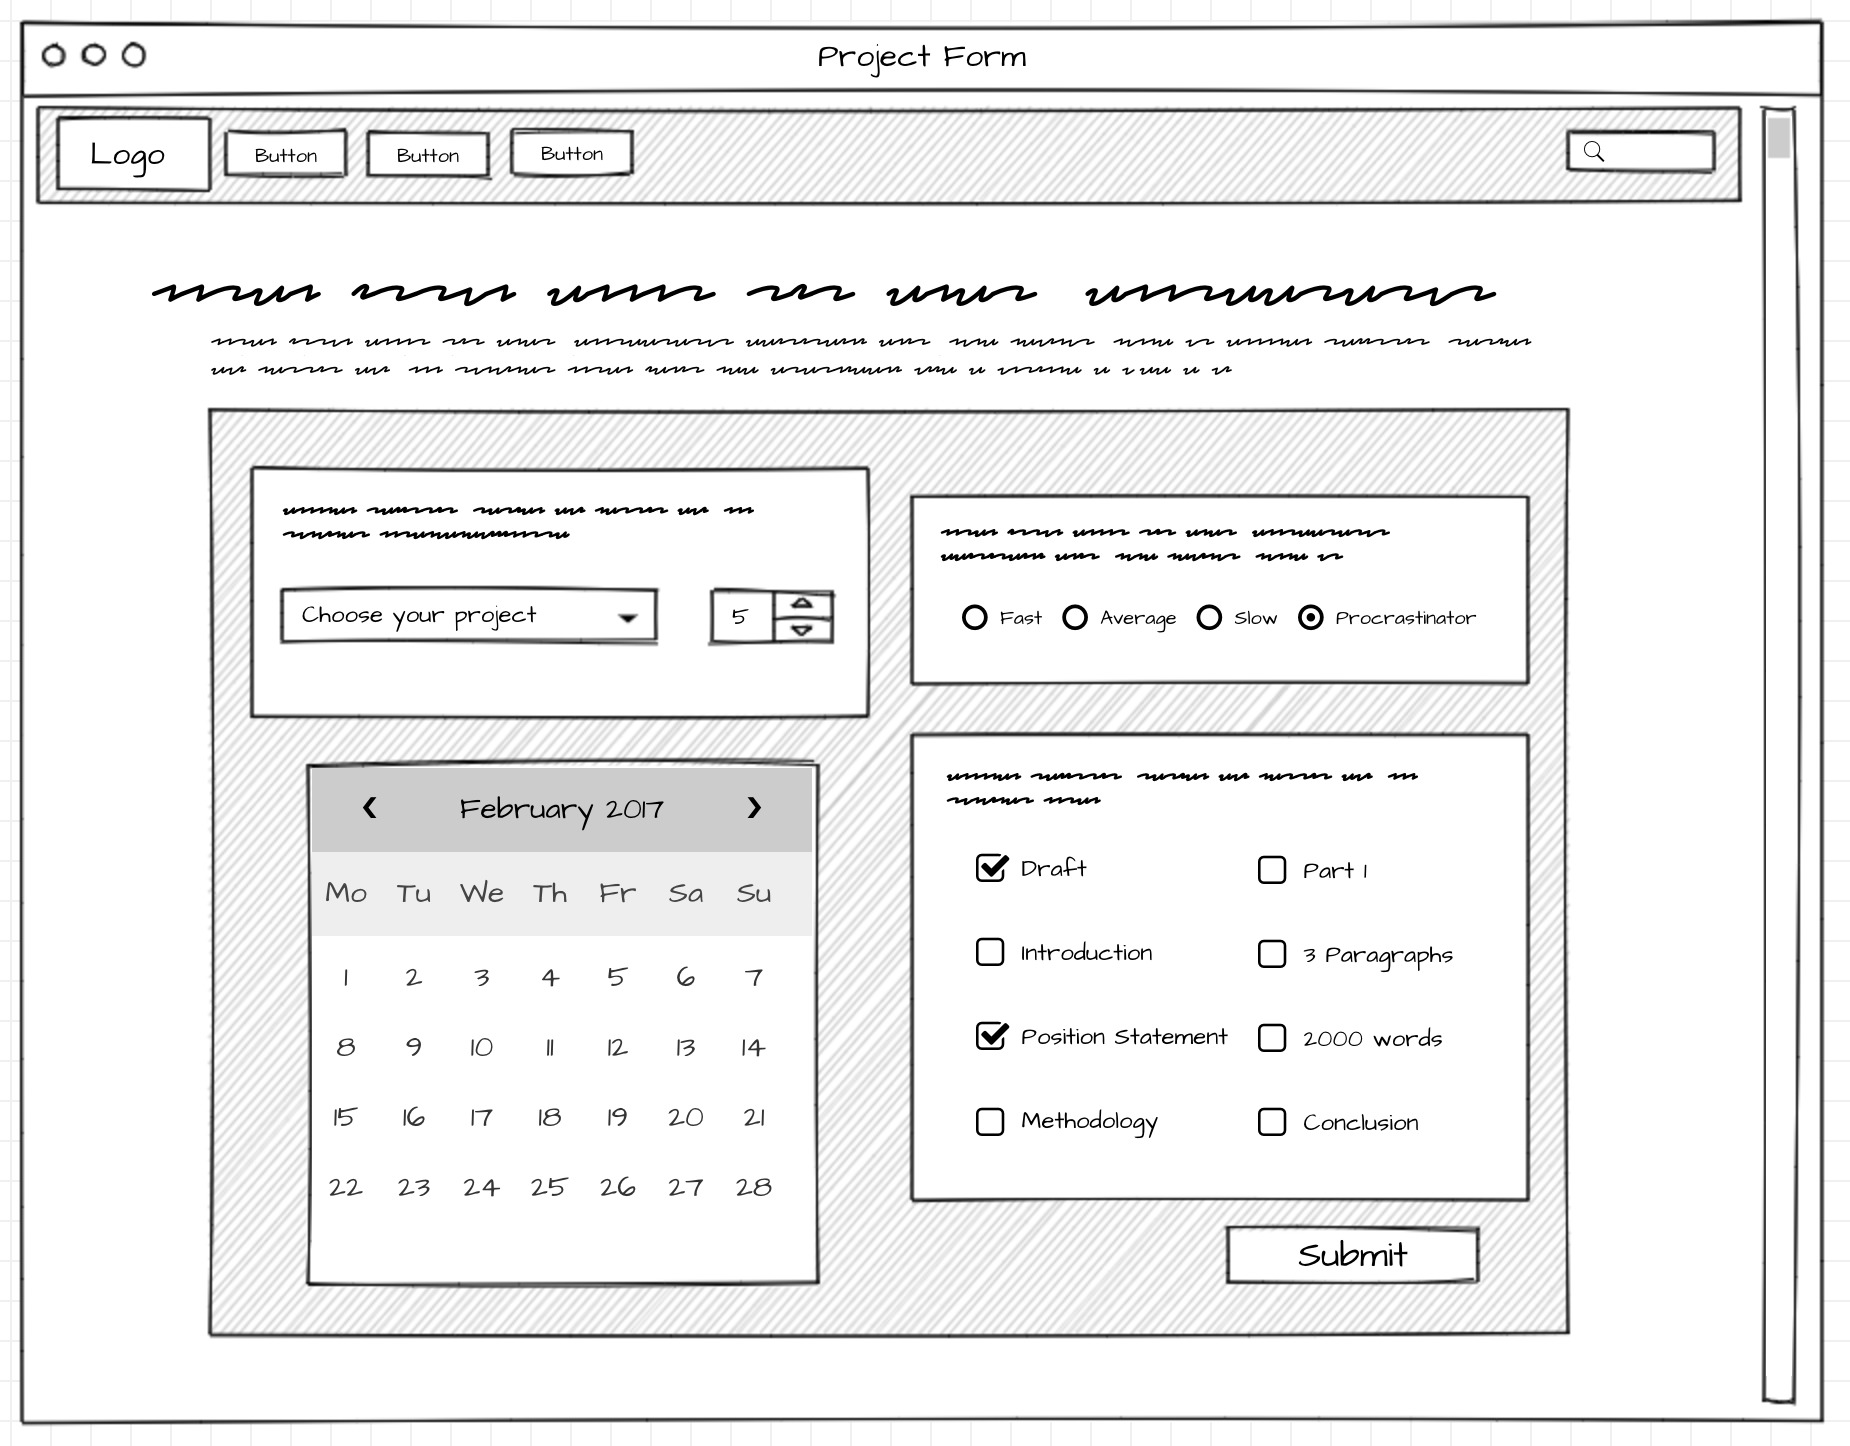 Project Form
Logo
Button
Button
Button
Choose your project
5
Fast
Average
Slow
Procrastinator
February 2017
Mo Tu We Th Fr Sa Su
1 2 3 4 5 6 7
8 9 10 11 12 13 14
15 16 17 18 19 20 21
22 23 24 25 26 27 28
Draft
Part 1
Introduction
3 Paragraphs
Position Statement
2000 words
Methodology
Conclusion
Submit